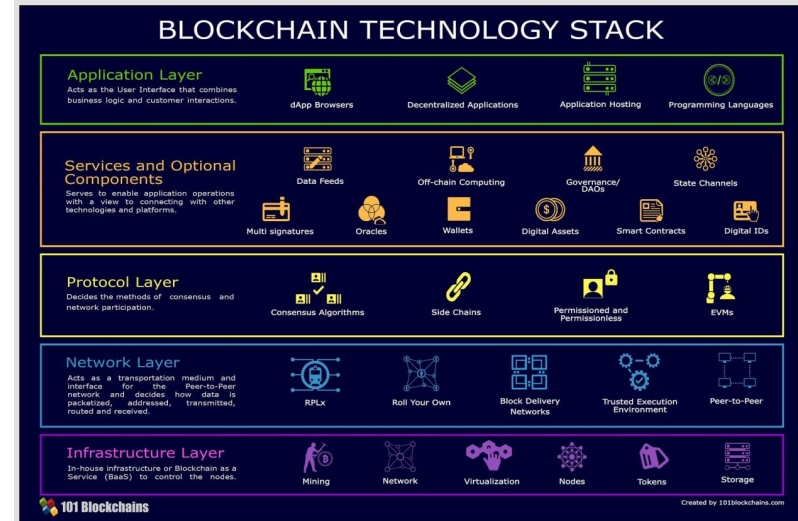 BLOCKCHAIN TECHNOLOGY STACK
Application Layer
Acts as the User Interface that combines
business logic and customer interactions.
dApp Browsers
Decentralized Applications
Application Hosting
Programming Languages
Services and Optional
Components
Serves to enable application operations
with a view to connecting with other
technologies and platforms.
Data Feeds
Off-chain Computing
Governance/
DAOs
State Channels
Multi signatures
Oracles
Wallets
Digital Assets
Smart Contracts
Digital IDs
Protocol Layer
Decides the methods of consensus and
network participation.
Consensus Algorithms
Side Chains
Permissioned and
Permissionless
EVMs
Network Layer
Acts as a transportation medium and
interface for the Peer-to-Peer
network and decides how data is
packetized, addressed, transmitted,
routed and received.
RPLx
Roll Your Own
Block Delivery
Networks
Trusted Execution
Environment
Peer-to-Peer
Infrastructure Layer
In-house infrastructure or Blockchain as a
Service (BaaS) to control the nodes.
Mining
Network
Virtualization
Nodes
Tokens
Storage
101 Blockchains
Created by 101blockchains.com